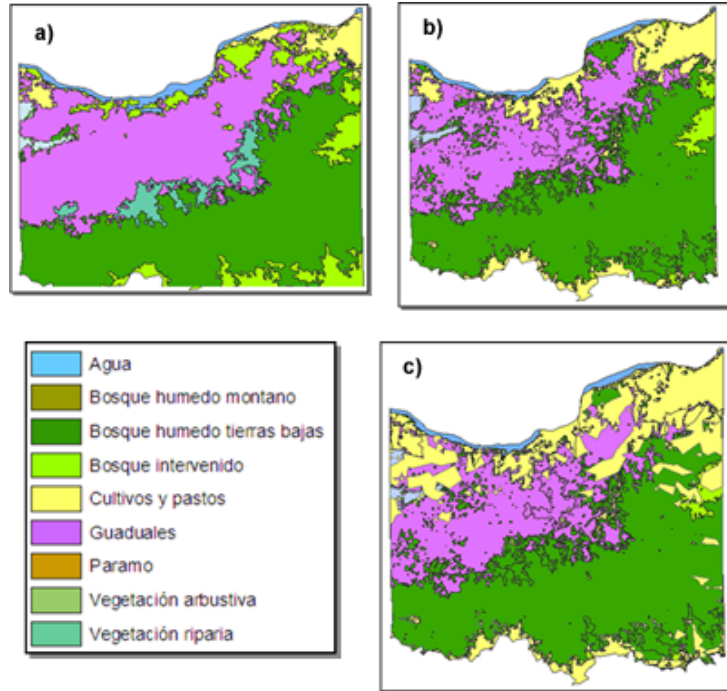 a)
b)
Agua
Bosque humedo montano
Bosque humedo tierras bajas
Bosque intervenido
Cultivos y pastos
Guaduales
Paramo
Vegetación arbustiva
Vegetación riparia
c)